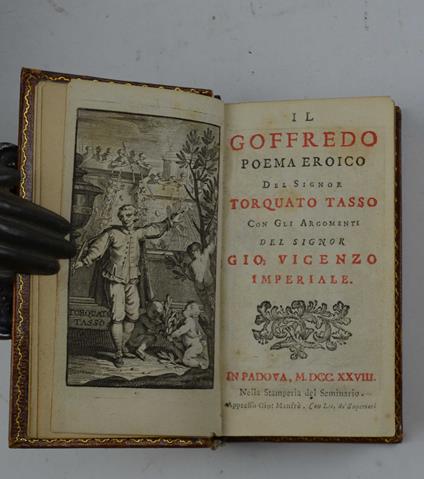 TORQUATO
TASSO
IL
GOFFREDO
POEMA EROICO
DEL SIGNOR
TORQUATO TASSO
CON GLI ARGOMENTI
DEL SIGNOR
GIO: VICENZO
IMPERIALE.
IN PADOVA, M. DCC. XXVIII.
Nella Stamperia del Seminario.
Appresso Gio: Manfrè. Con Lic. de' Superiori